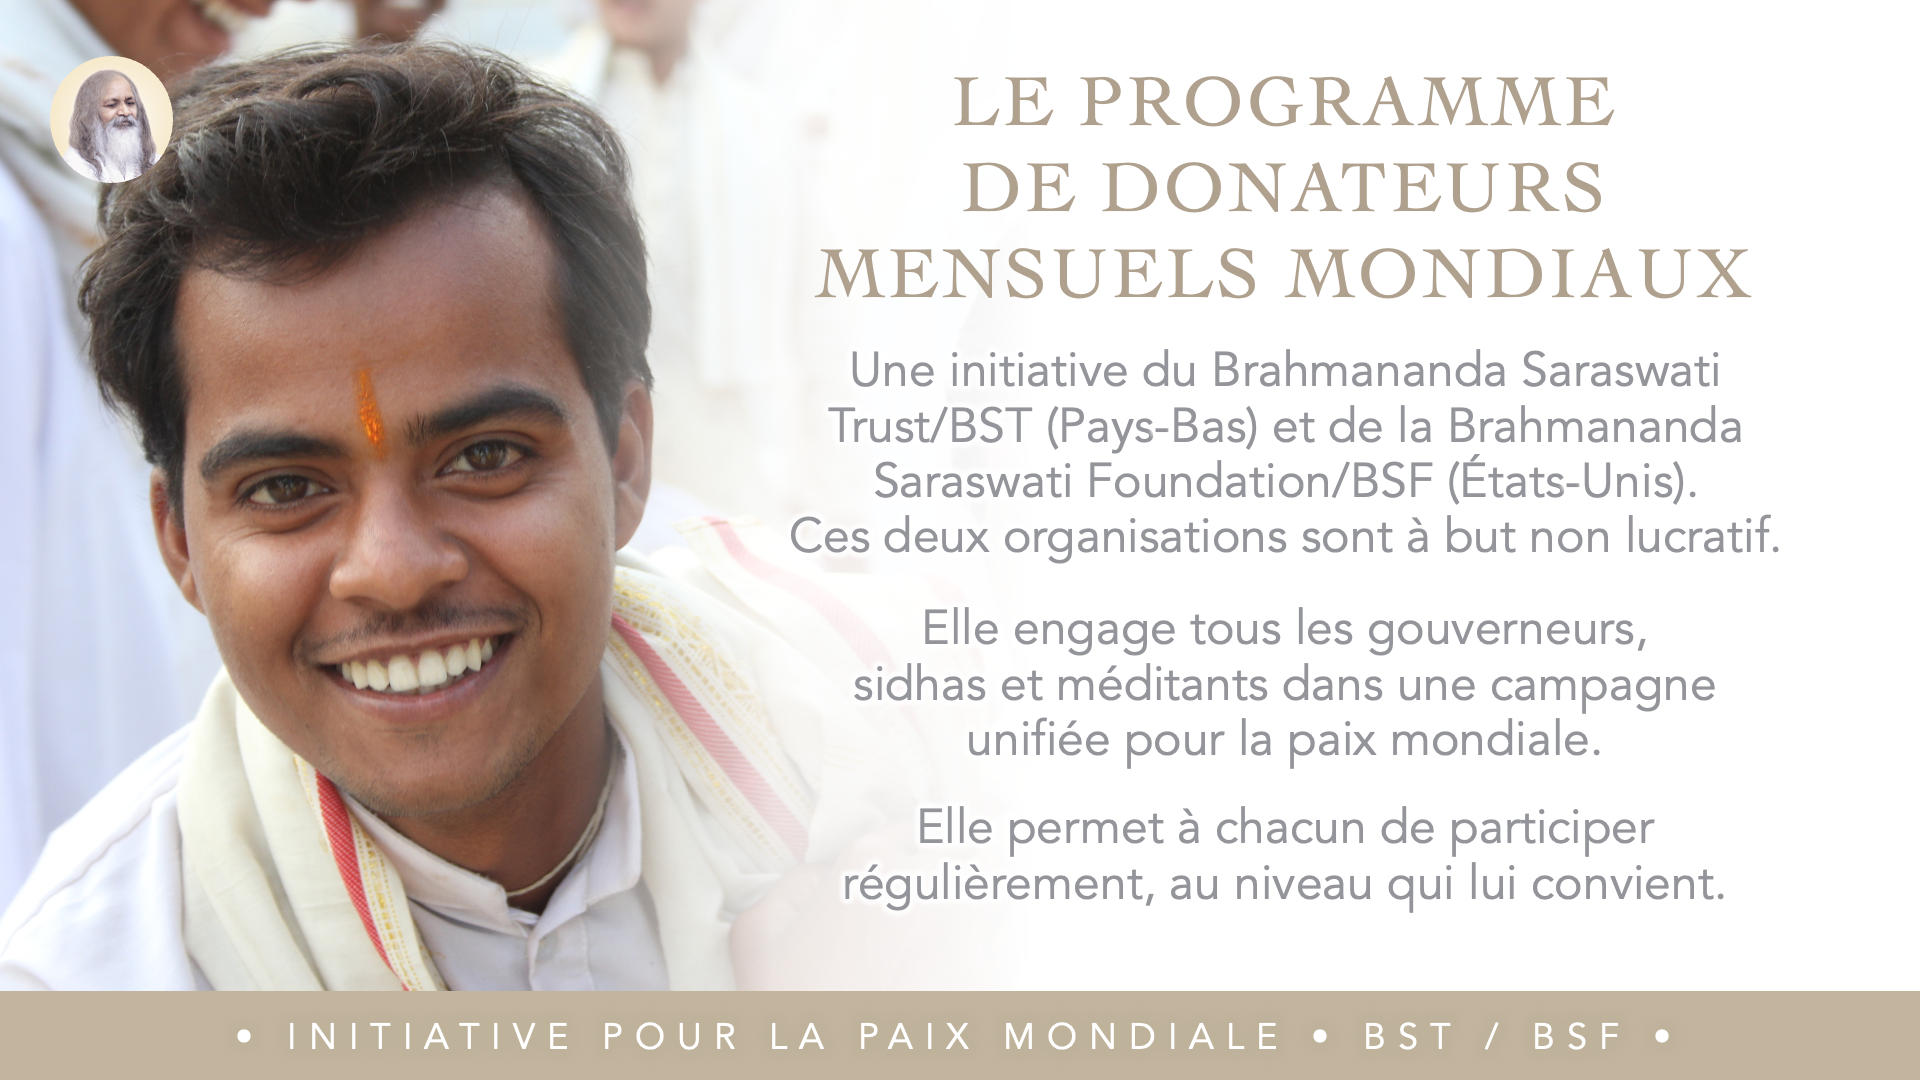 LE PROGRAMME
DE DONATEURS
MENSUELS MONDIAUX
Une initiative du Brahmananda Saraswati
Trust/BST (Pays-Bas) et de la Brahmananda
Saraswati Foundation/BSF (États-Unis).
Ces deux organisations sont à but non lucratif.
Elle engage tous les gouverneurs,
sidhas et méditants dans une campagne
unifiée pour la paix mondiale.
Elle permet à chacun de participer
régulièrement, au niveau qui lui convient.
• INITIATIVE POUR LA PAIX MONDIALE • BST / BSF •